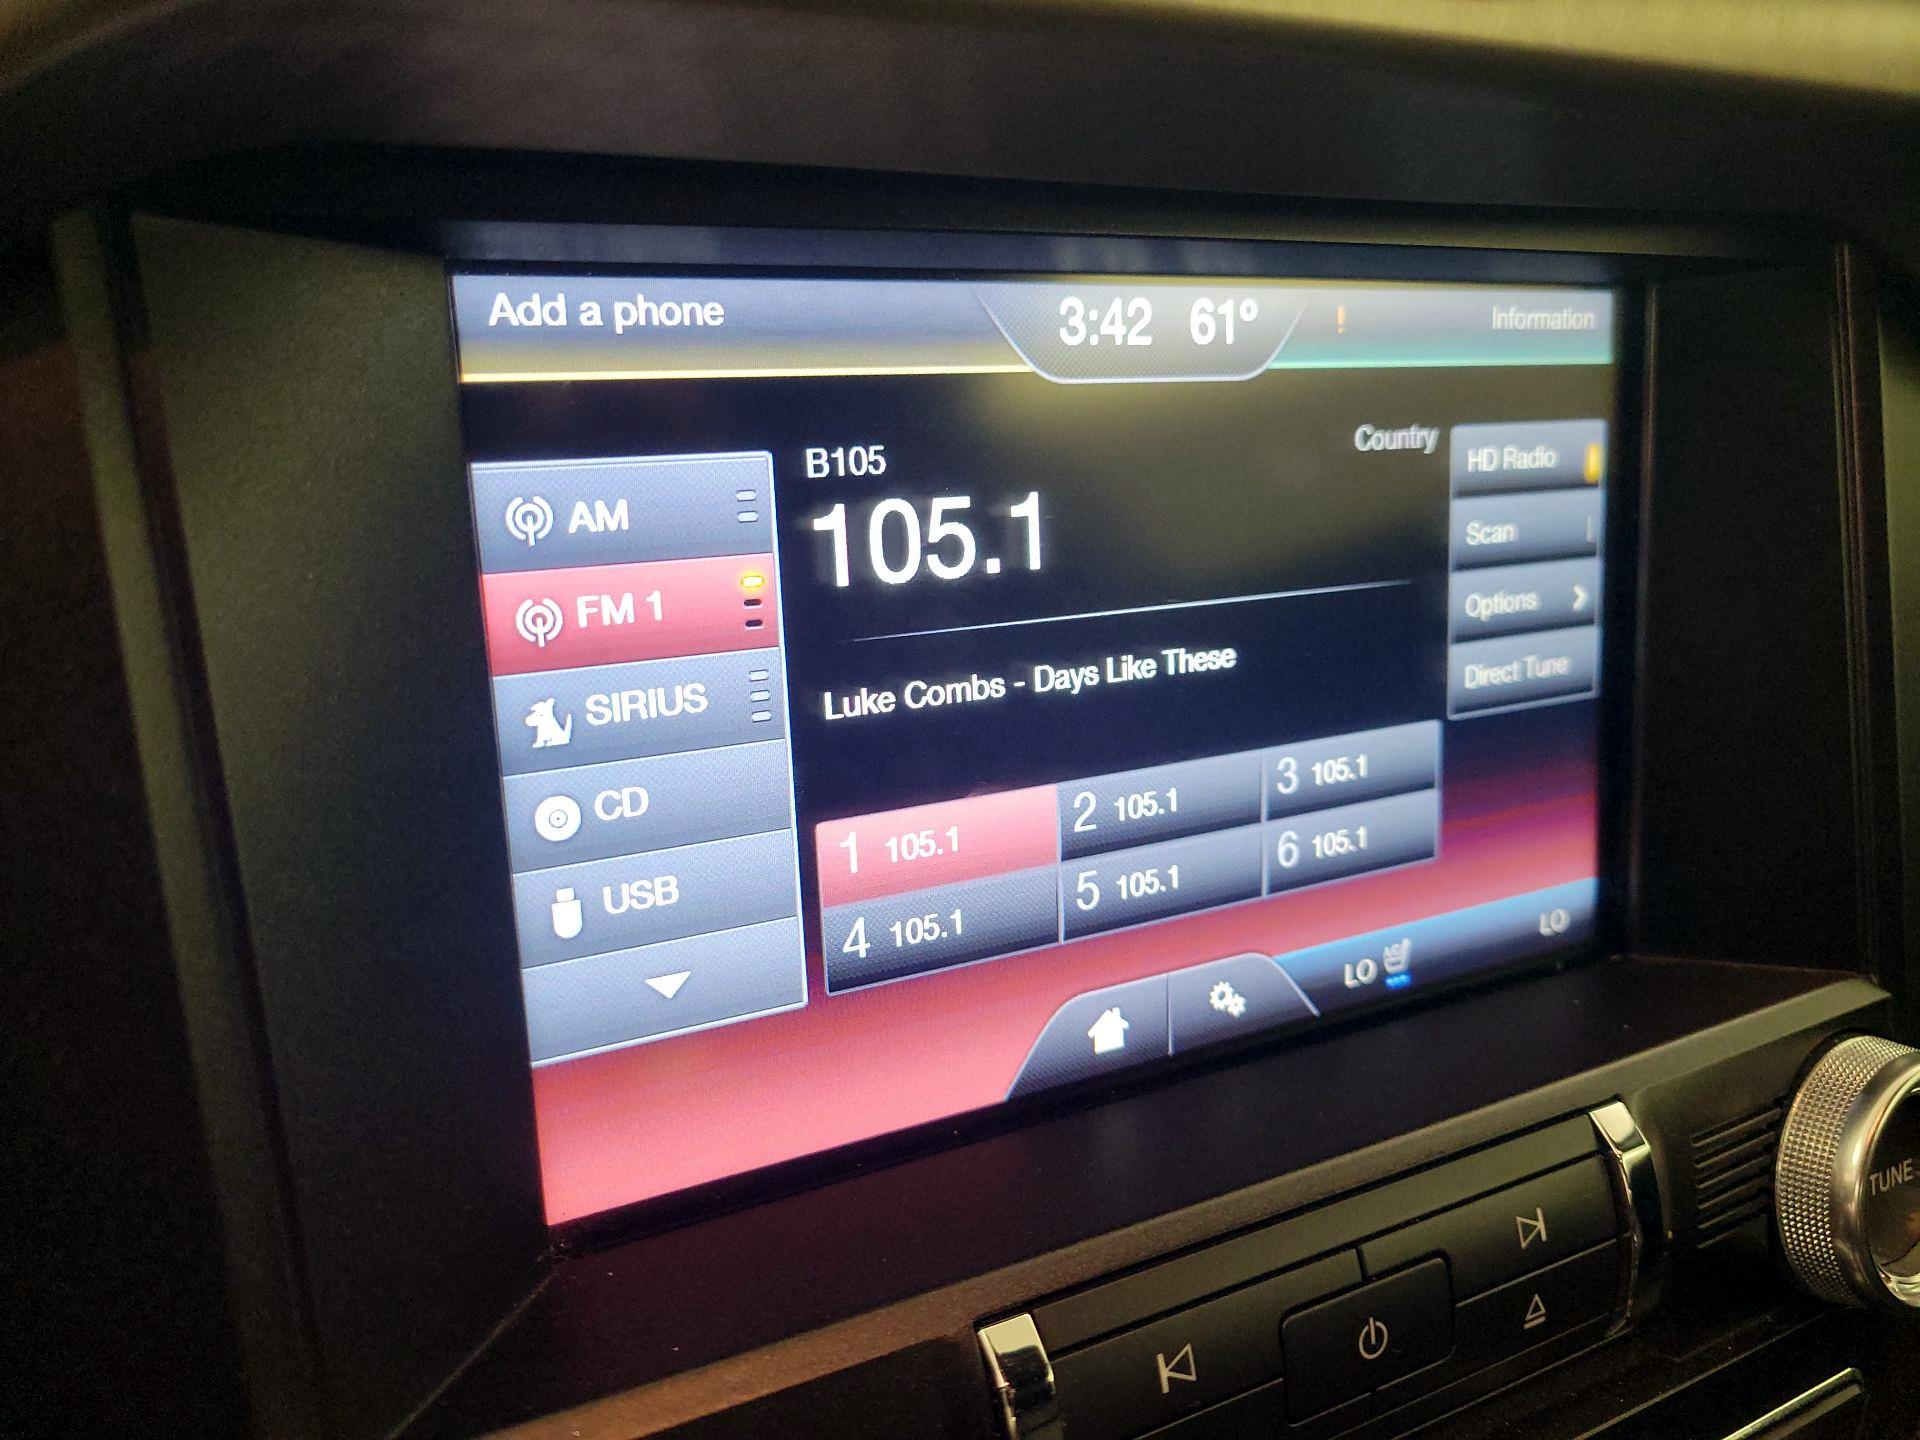 Add a phone
3:42 61°
!
Information
AM
FM 1
SIRIUS
CD
USB
B105
Country
105.1
Luke Combs - Days Like These
1 105.1
2 105.1
3 105.1
4 105.1
5 105.1
6 105.1
HD Radio
Scan
Options
Direct Tune
LO
LO
TUNE